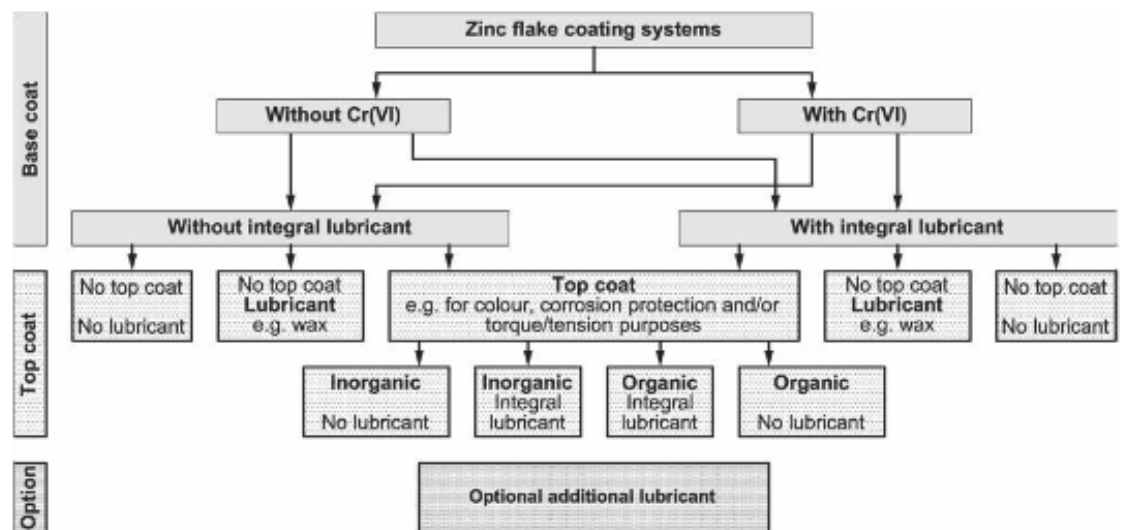 Zinc flake coating systems
Base coat
Without Cr(VI)
With Cr(VI)
Without integral lubricant
With integral lubricant
Top coat
No top coat
No lubricant
No top coat
Lubricant
e.g. wax
Top coat
e.g. for colour, corrosion protection and/or
torque/tension purposes
No top coat
Lubricant
e.g. wax
No top coat
No lubricant
Inorganic
No lubricant
Inorganic
Integral
lubricant
Organic
Integral
lubricant
Organic
No lubricant
Option
Optional additional lubricant